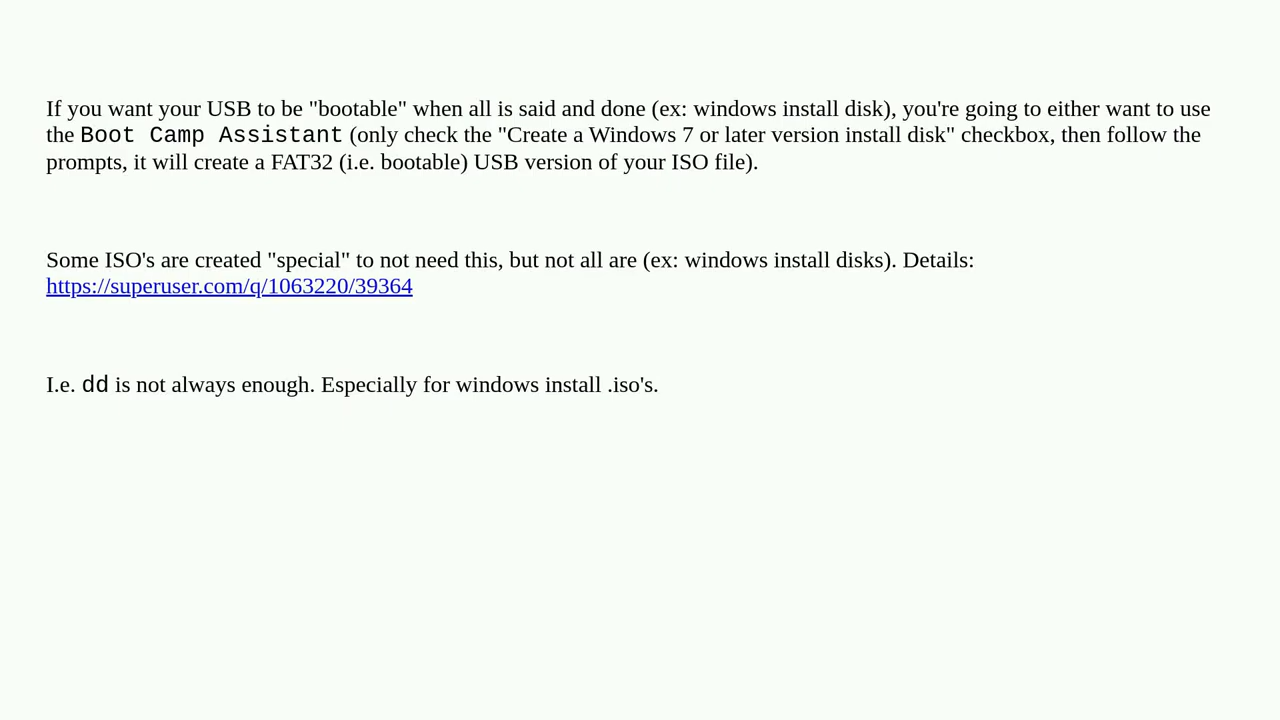 If you want your USB to be "bootable" when all is said and done (ex: windows install disk), you're going to either want to use
the Boot Camp Assistant (only check the "Create a Windows 7 or later version install disk" checkbox, then follow the
prompts, it will create a FAT32 (i.e. bootable) USB version of your ISO file).
Some ISO's are created "special" to not need this, but not all are (ex: windows install disks). Details:
https://superuser.com/q/1063220/39364
I.e. dd is not always enough. Especially for windows install .iso's.